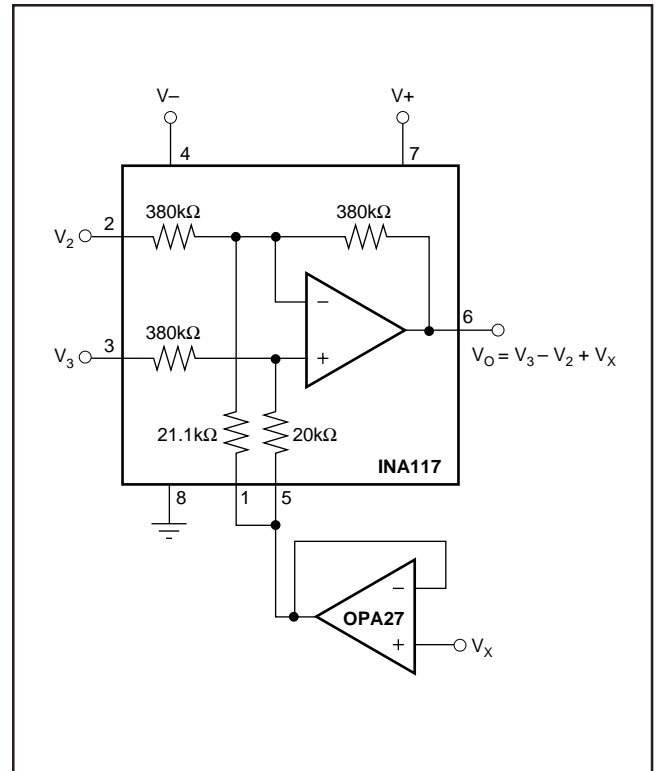 V–
V+
4
7
2
380kΩ
380kΩ
V2
–
3
380kΩ
6
V3
+
VO = V3 – V2 + VX
21.1kΩ
20kΩ
INA117
8
1
5
–
OPA27
+
VX